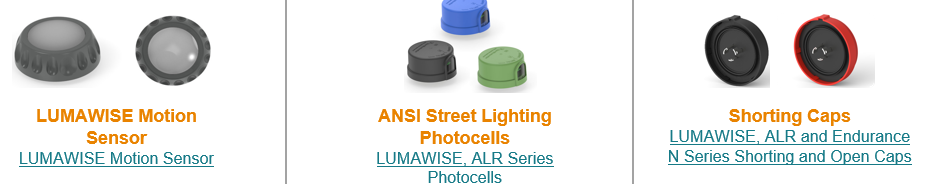 LUMAWISE Motion
Sensor
LUMAWISE Motion Sensor
ANSI Street Lighting
Photocells
LUMAWISE, ALR Series
Photocells
Shorting Caps
LUMAWISE, ALR and Endurance
N Series Shorting and Open Caps